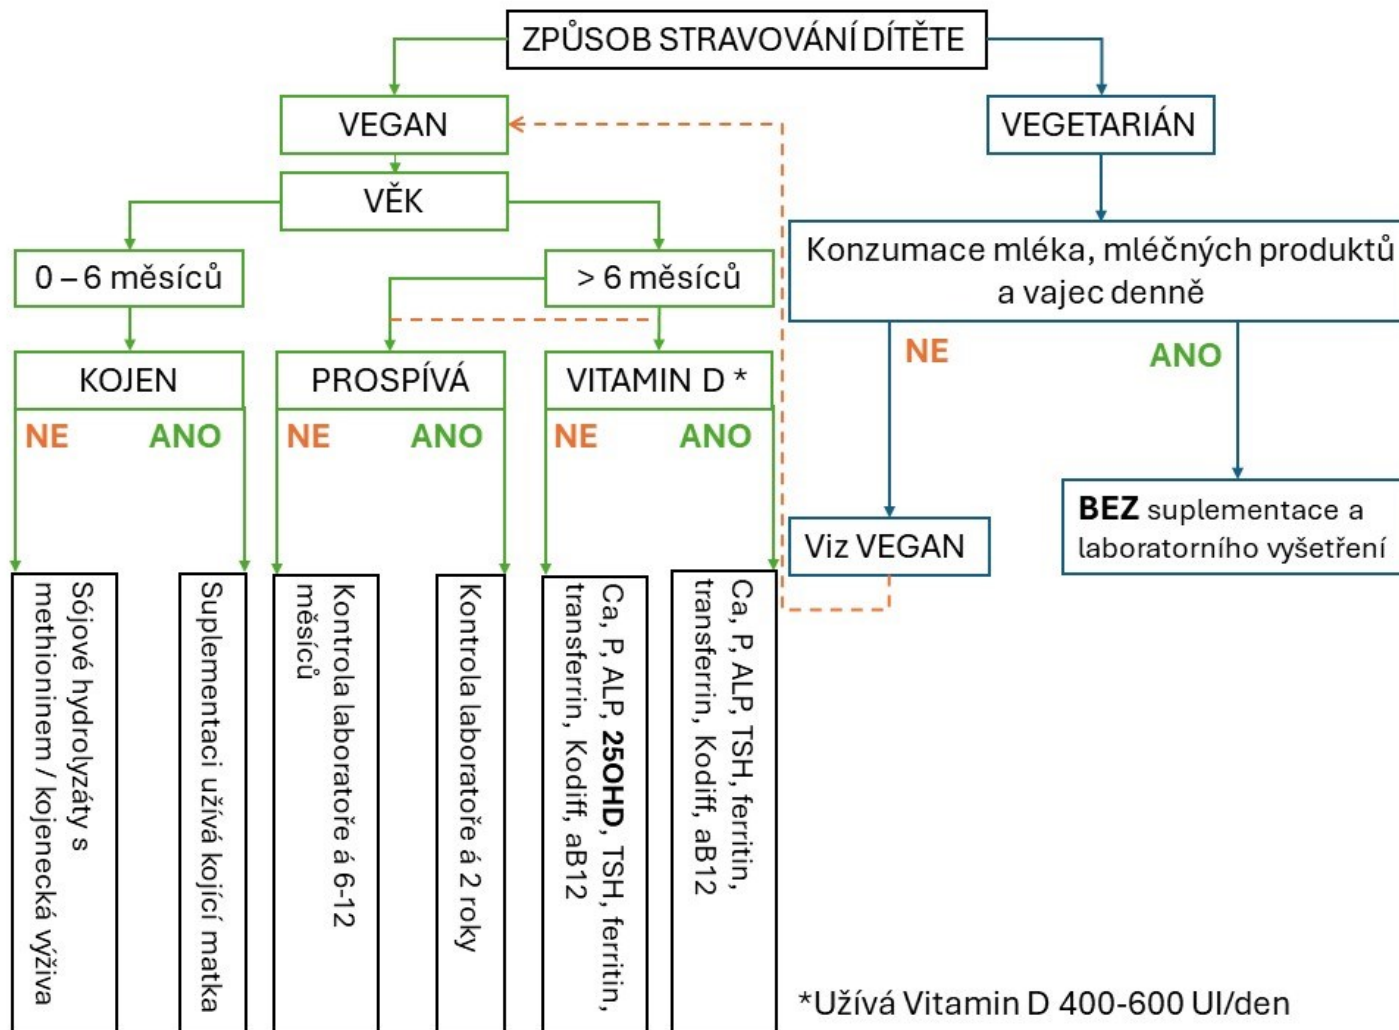 ZPŮSOB STRAVOVÁNÍ DÍTĚTE
VEGAN
VEGETARIÁN
VĚK
Konzumace mléka, mléčných produktů
a vajec denně
0 – 6 měsíců
> 6 měsíců
NE
ANO
KOJEN
PROSPÍVÁ
VITAMIN D *
NE
ANO
NE
ANO
NE
ANO
Viz VEGAN
BEZ suplementace a
laboratorního vyšetření
Sójové hydrolyzáty s
methioninem / kojenecká výživa
Suplementaci užívá kojící matka
Kontrola laboratoře á 6-12
měsíců
Kontrola laboratoře á 2 roky
Ca, P, ALP, 25OHD, TSH, ferritin,
transferrin, Kodiff, aB12
Ca, P, ALP, TSH, ferritin,
transferrin, Kodiff, aB12
*Užívá Vitamin D 400-600 UI/den